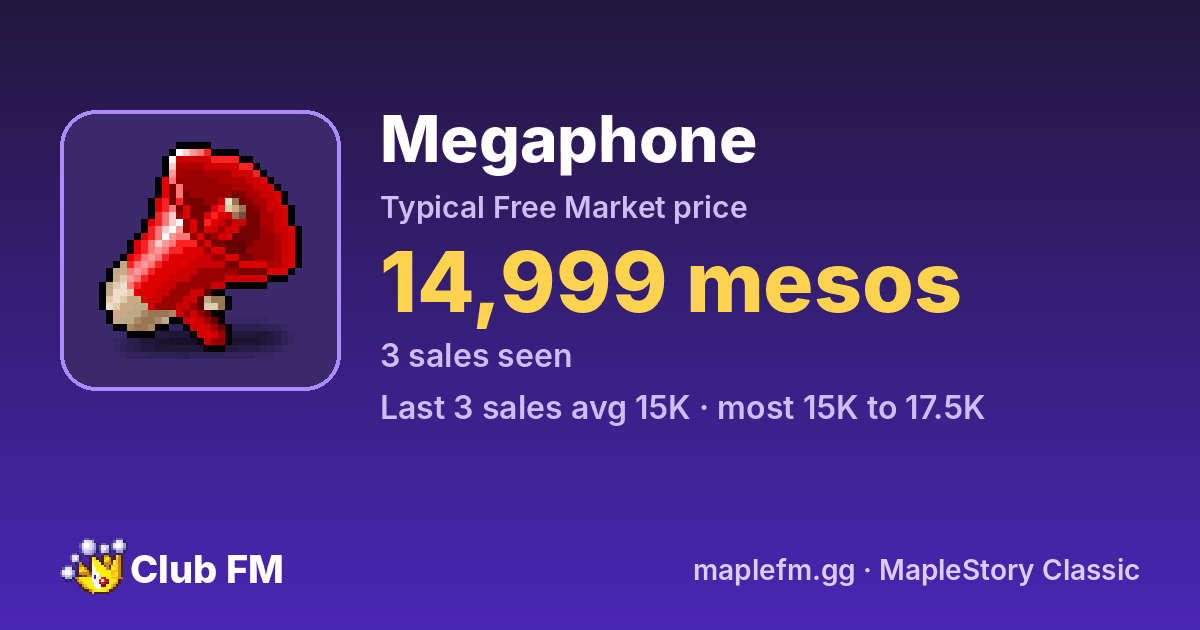 Megaphone
Typical Free Market price
14,999 mesos
3 sales seen
Last 3 sales avg 15K · most 15K to 17.5K
Club FM
maplefm.gg · MapleStory Classic